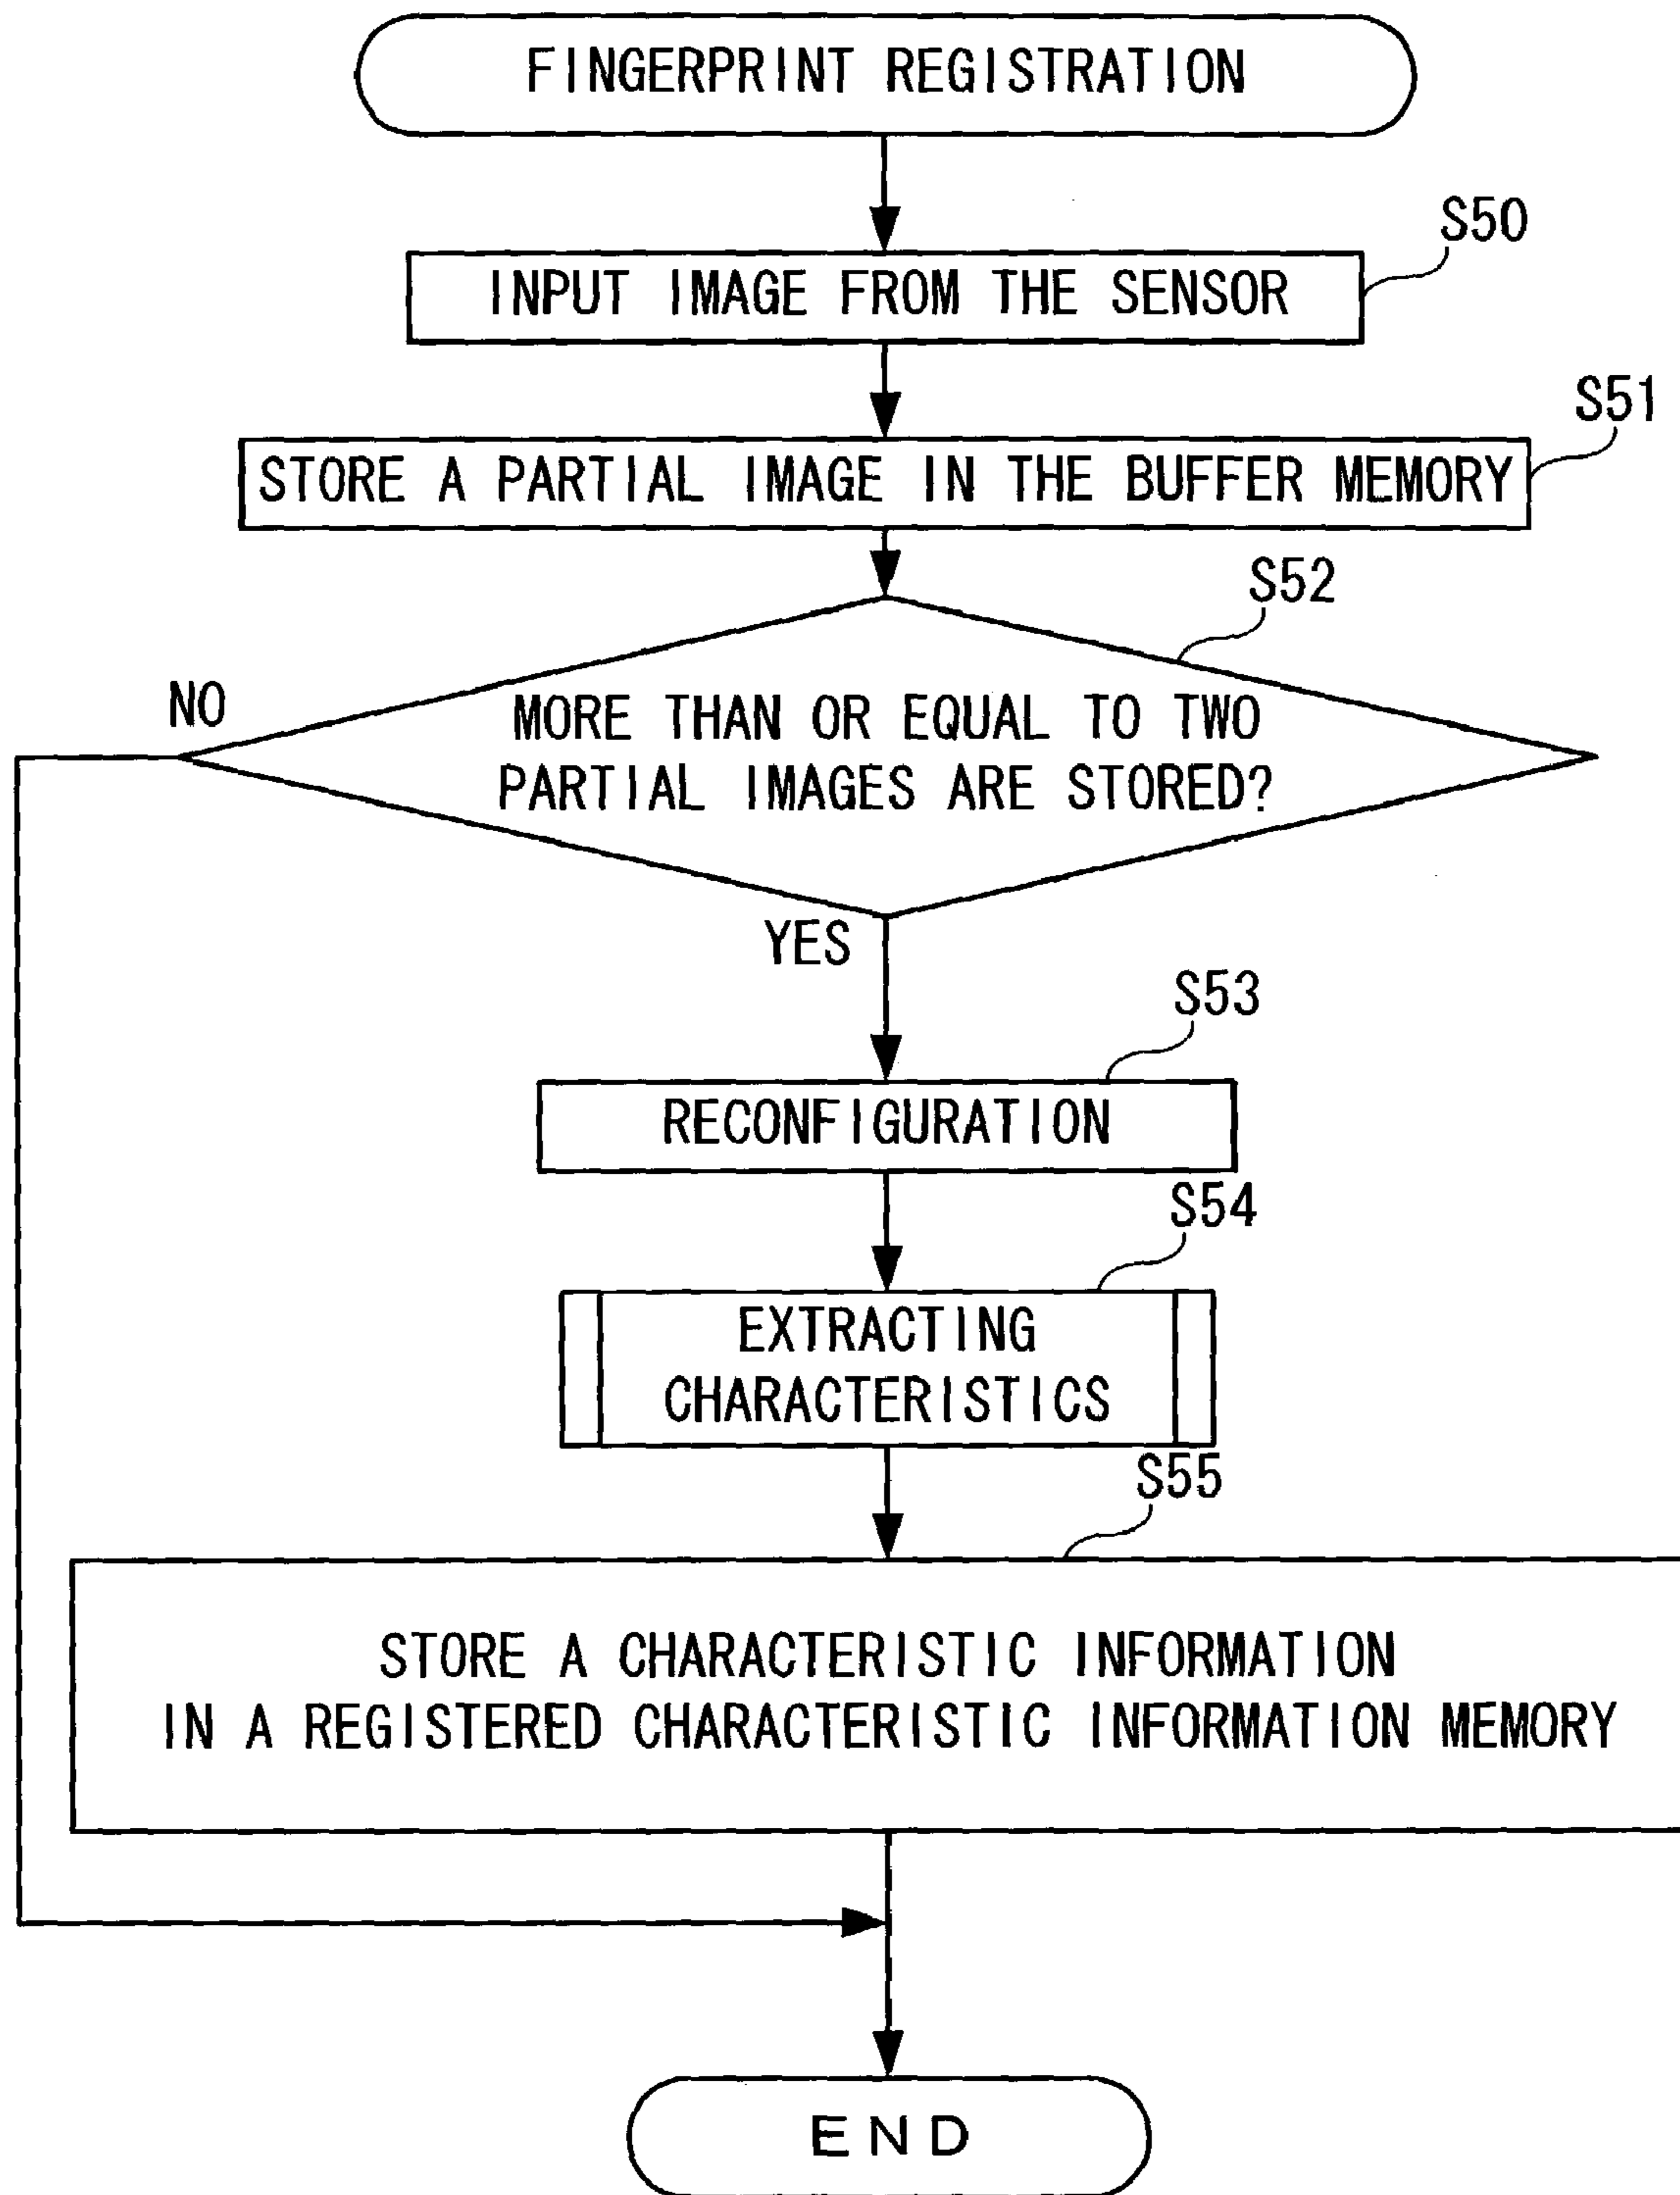 FINGERPRINT REGISTRATION
S50
INPUT IMAGE FROM THE SENSOR
S51
STORE A PARTIAL IMAGE IN THE BUFFER MEMORY
S52
NO
MORE THAN OR EQUAL TO TWO
PARTIAL IMAGES ARE STORED?
YES
S53
RECONFIGURATION
S54
EXTRACTING
CHARACTERISTICS
S55
STORE A CHARACTERISTIC INFORMATION
IN A REGISTERED CHARACTERISTIC INFORMATION MEMORY
END